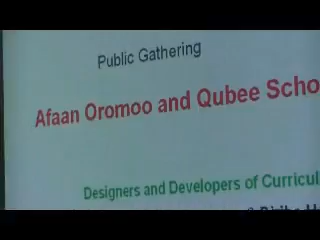 Public Gathering
Afaan Oromoo and Qubee Scho
Designers and Developers of Curricul